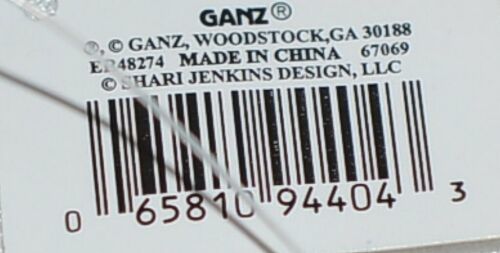 GANZ®
®, © GANZ, WOODSTOCK,GA 30188
ER48274 MADE IN CHINA 67069
© SHARI JENKINS DESIGN, LLC
0 65810 94404 3